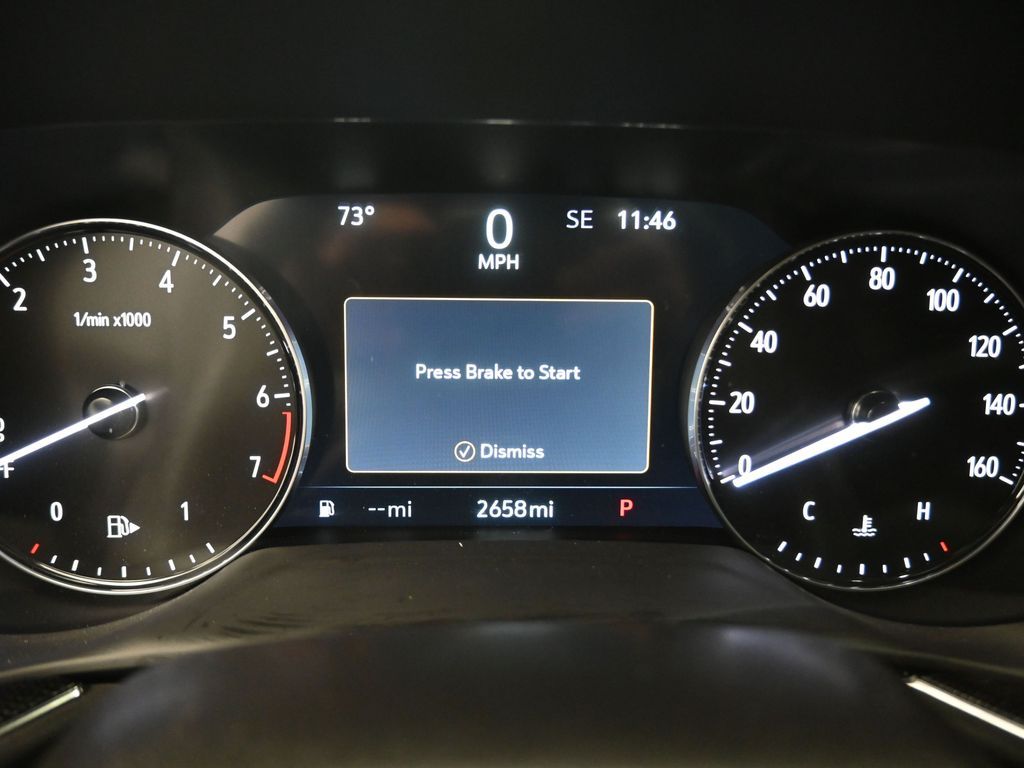 73° 0 SE 11:46
MPH
2 3 4 5 6 7
1/min x1000
0 1
Press Brake to Start
Dismiss
--mi 2658mi P
0 20 40 60 80 100 120 140 160
C H